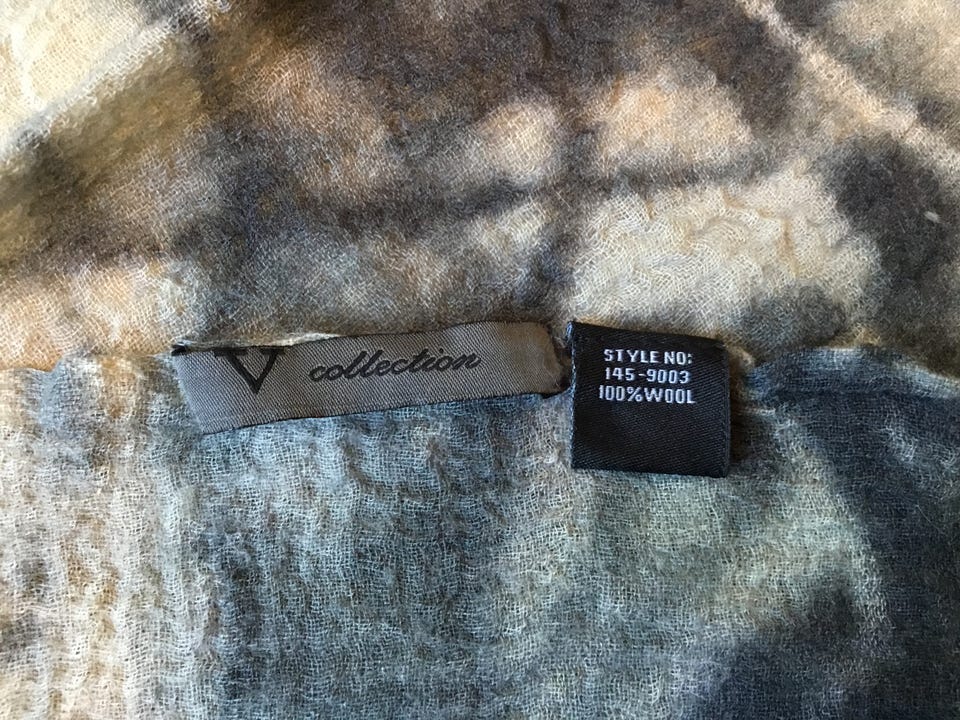 V collection
STYLE NO:
145-9003
100%WOOL